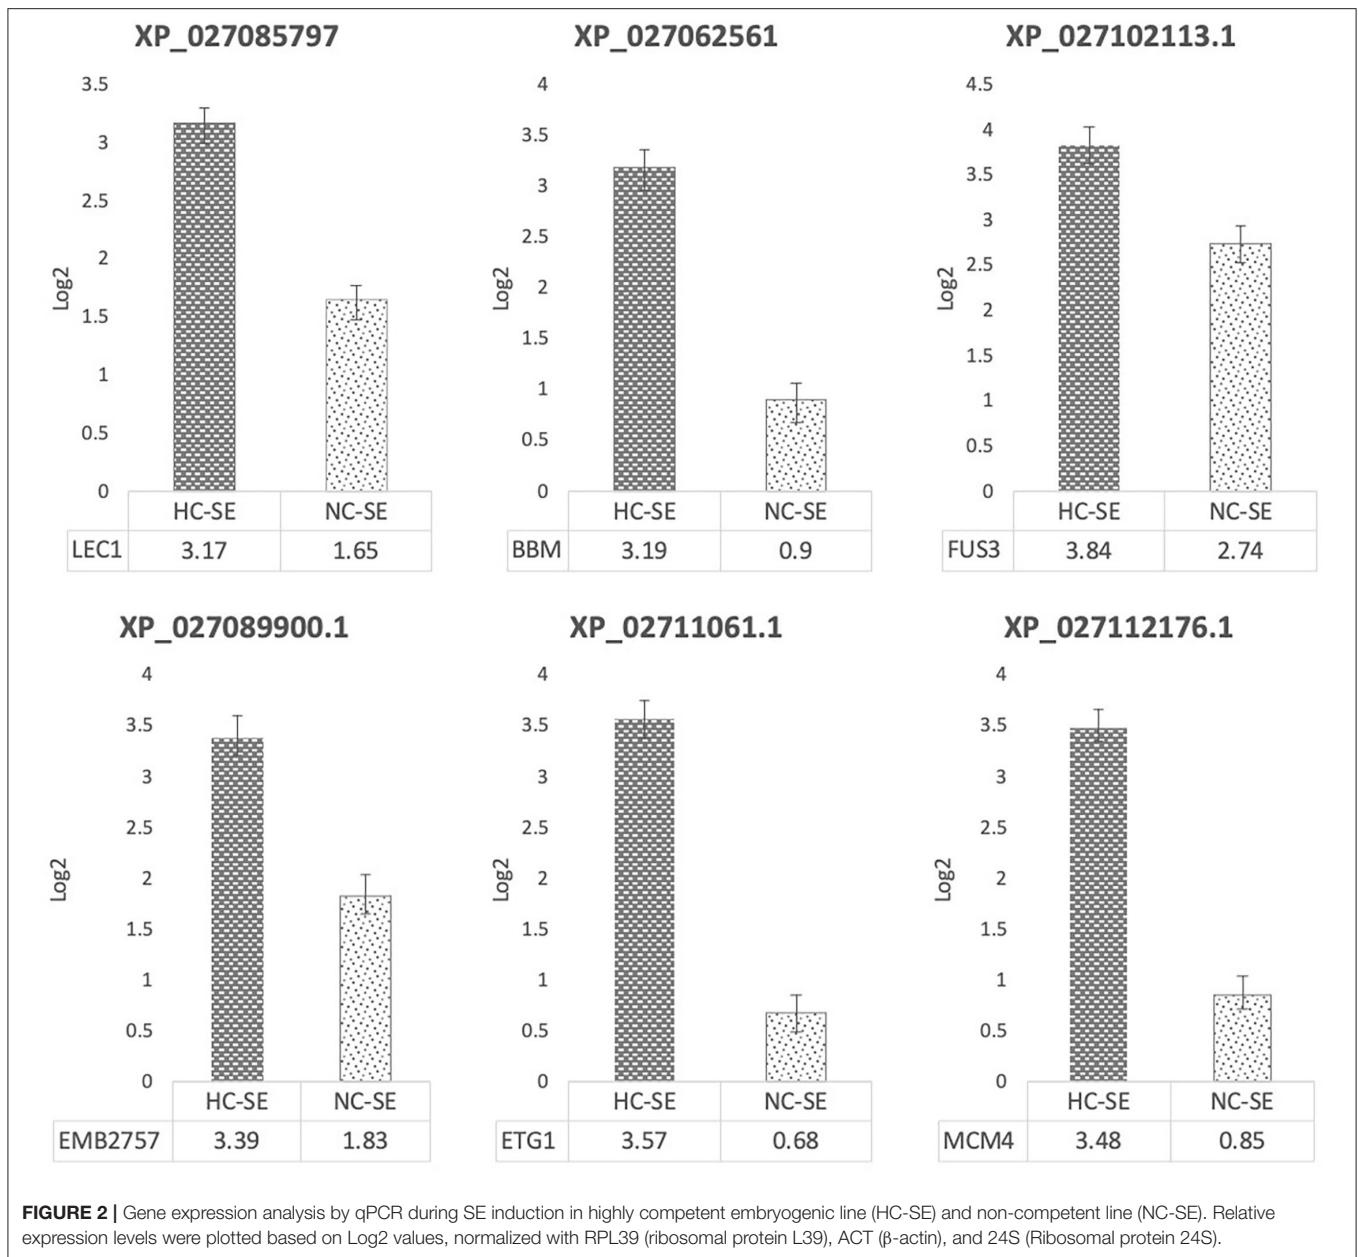 XP_027085797
3.5
3
2.5
2
1.5
1
0.5
0
Log2
HC-SE NC-SE
LEC1 3.17 1.65
XP_027062561
4
3.5
3
2.5
2
1.5
1
0.5
0
HC-SE NC-SE
BBM 3.19 0.9
XP_027102113.1
4.5
4
3.5
3
2.5
2
1.5
1
0.5
0
Log2
HC-SE NC-SE
FUS3 3.84 2.74
XP_027089900.1
4
3.5
3
2.5
2
1.5
1
0.5
0
Log2
HC-SE NC-SE
EMB2757 3.39 1.83
XP_02711061.1
4
3.5
3
2.5
2
1.5
1
0.5
0
Log2
HC-SE NC-SE
ETG1 3.57 0.68
XP_027112176.1
4
3.5
3
2.5
2
1.5
1
0.5
0
Log2
HC-SE NC-SE
MCM4 3.48 0.85
FIGURE 2 | Gene expression analysis by qPCR during SE induction in highly competent embryogenic line (HC-SE) and non-competent line (NC-SE). Relative
expression levels were plotted based on Log2 values, normalized with RPL39 (ribosomal protein L39), ACT (β-actin), and 24S (Ribosomal protein 24S).